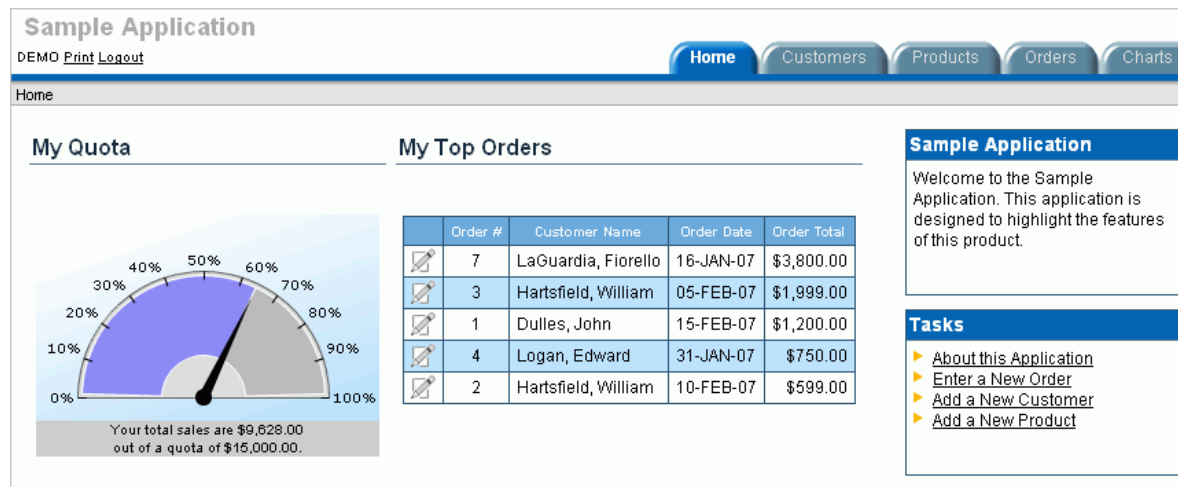 Sample Application
DEMO Print Logout
Home Customers Products Orders Charts
Home
My Quota
50%
40% 60%
30% 70%
20% 80%
10% 90%
0% 100%
Your total sales are $9,628.00
out of a quota of $15,000.00.
My Top Orders
Order # Customer Name Order Date Order Total
7 LaGuardia, Fiorello 16-JAN-07 $3,800.00
3 Hartsfield, William 05-FEB-07 $1,999.00
1 Dulles, John 15-FEB-07 $1,200.00
4 Logan, Edward 31-JAN-07 $750.00
2 Hartsfield, William 10-FEB-07 $599.00
Sample Application
Welcome to the Sample
Application. This application is
designed to highlight the features
of this product.
Tasks
About this Application
Enter a New Order
Add a New Customer
Add a New Product